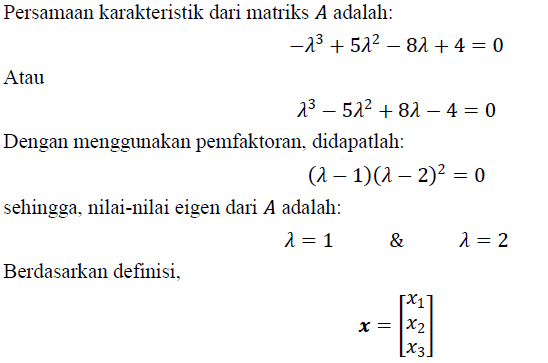 Persamaan karakteristik dari matriks A adalah:
−λ³ + 5λ² − 8λ + 4 = 0
Atau
λ³ − 5λ² + 8λ − 4 = 0
Dengan menggunakan pemfaktoran, didapatlah:
(λ − 1)(λ − 2)² = 0
sehingga, nilai-nilai eigen dari A adalah:
λ = 1 & λ = 2
Berdasarkan definisi,
x = [x₁
x₂
x₃]